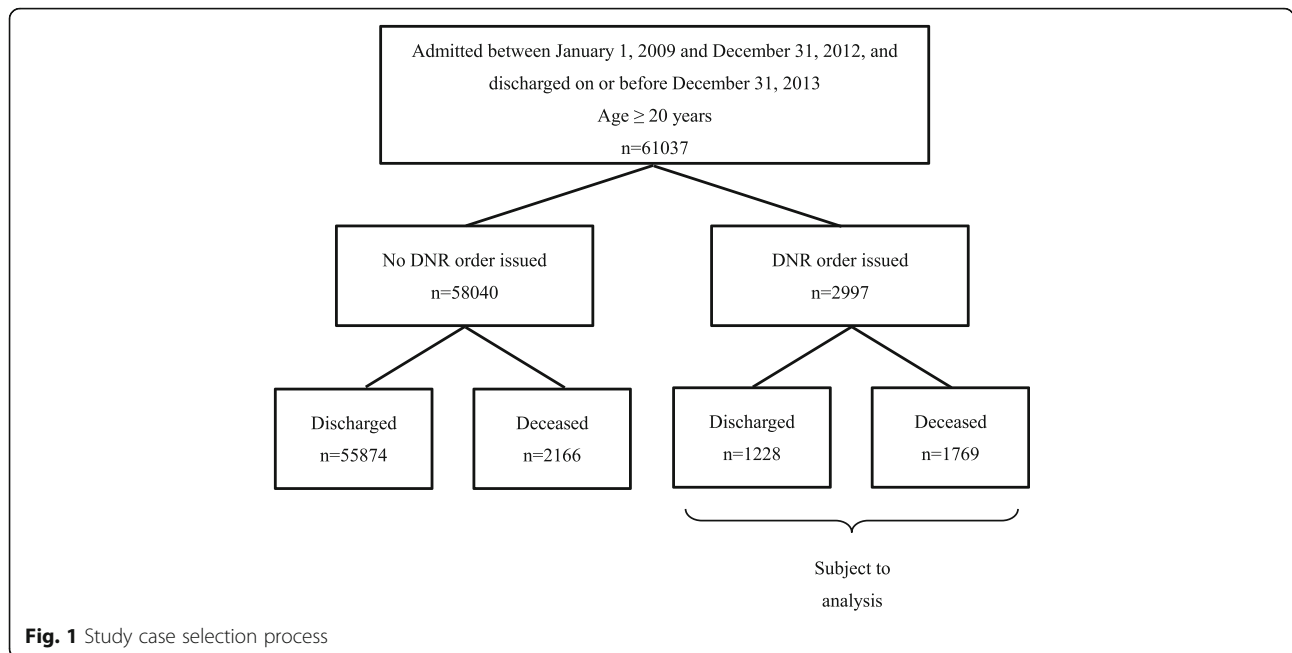 Admitted between January 1, 2009 and December 31, 2012, and
discharged on or before December 31, 2013
Age ≥ 20 years
n=61037
No DNR order issued
n=58040
DNR order issued
n=2997
Discharged
n=55874
Deceased
n=2166
Discharged
n=1228
Deceased
n=1769
Subject to
analysis
Fig. 1 Study case selection process